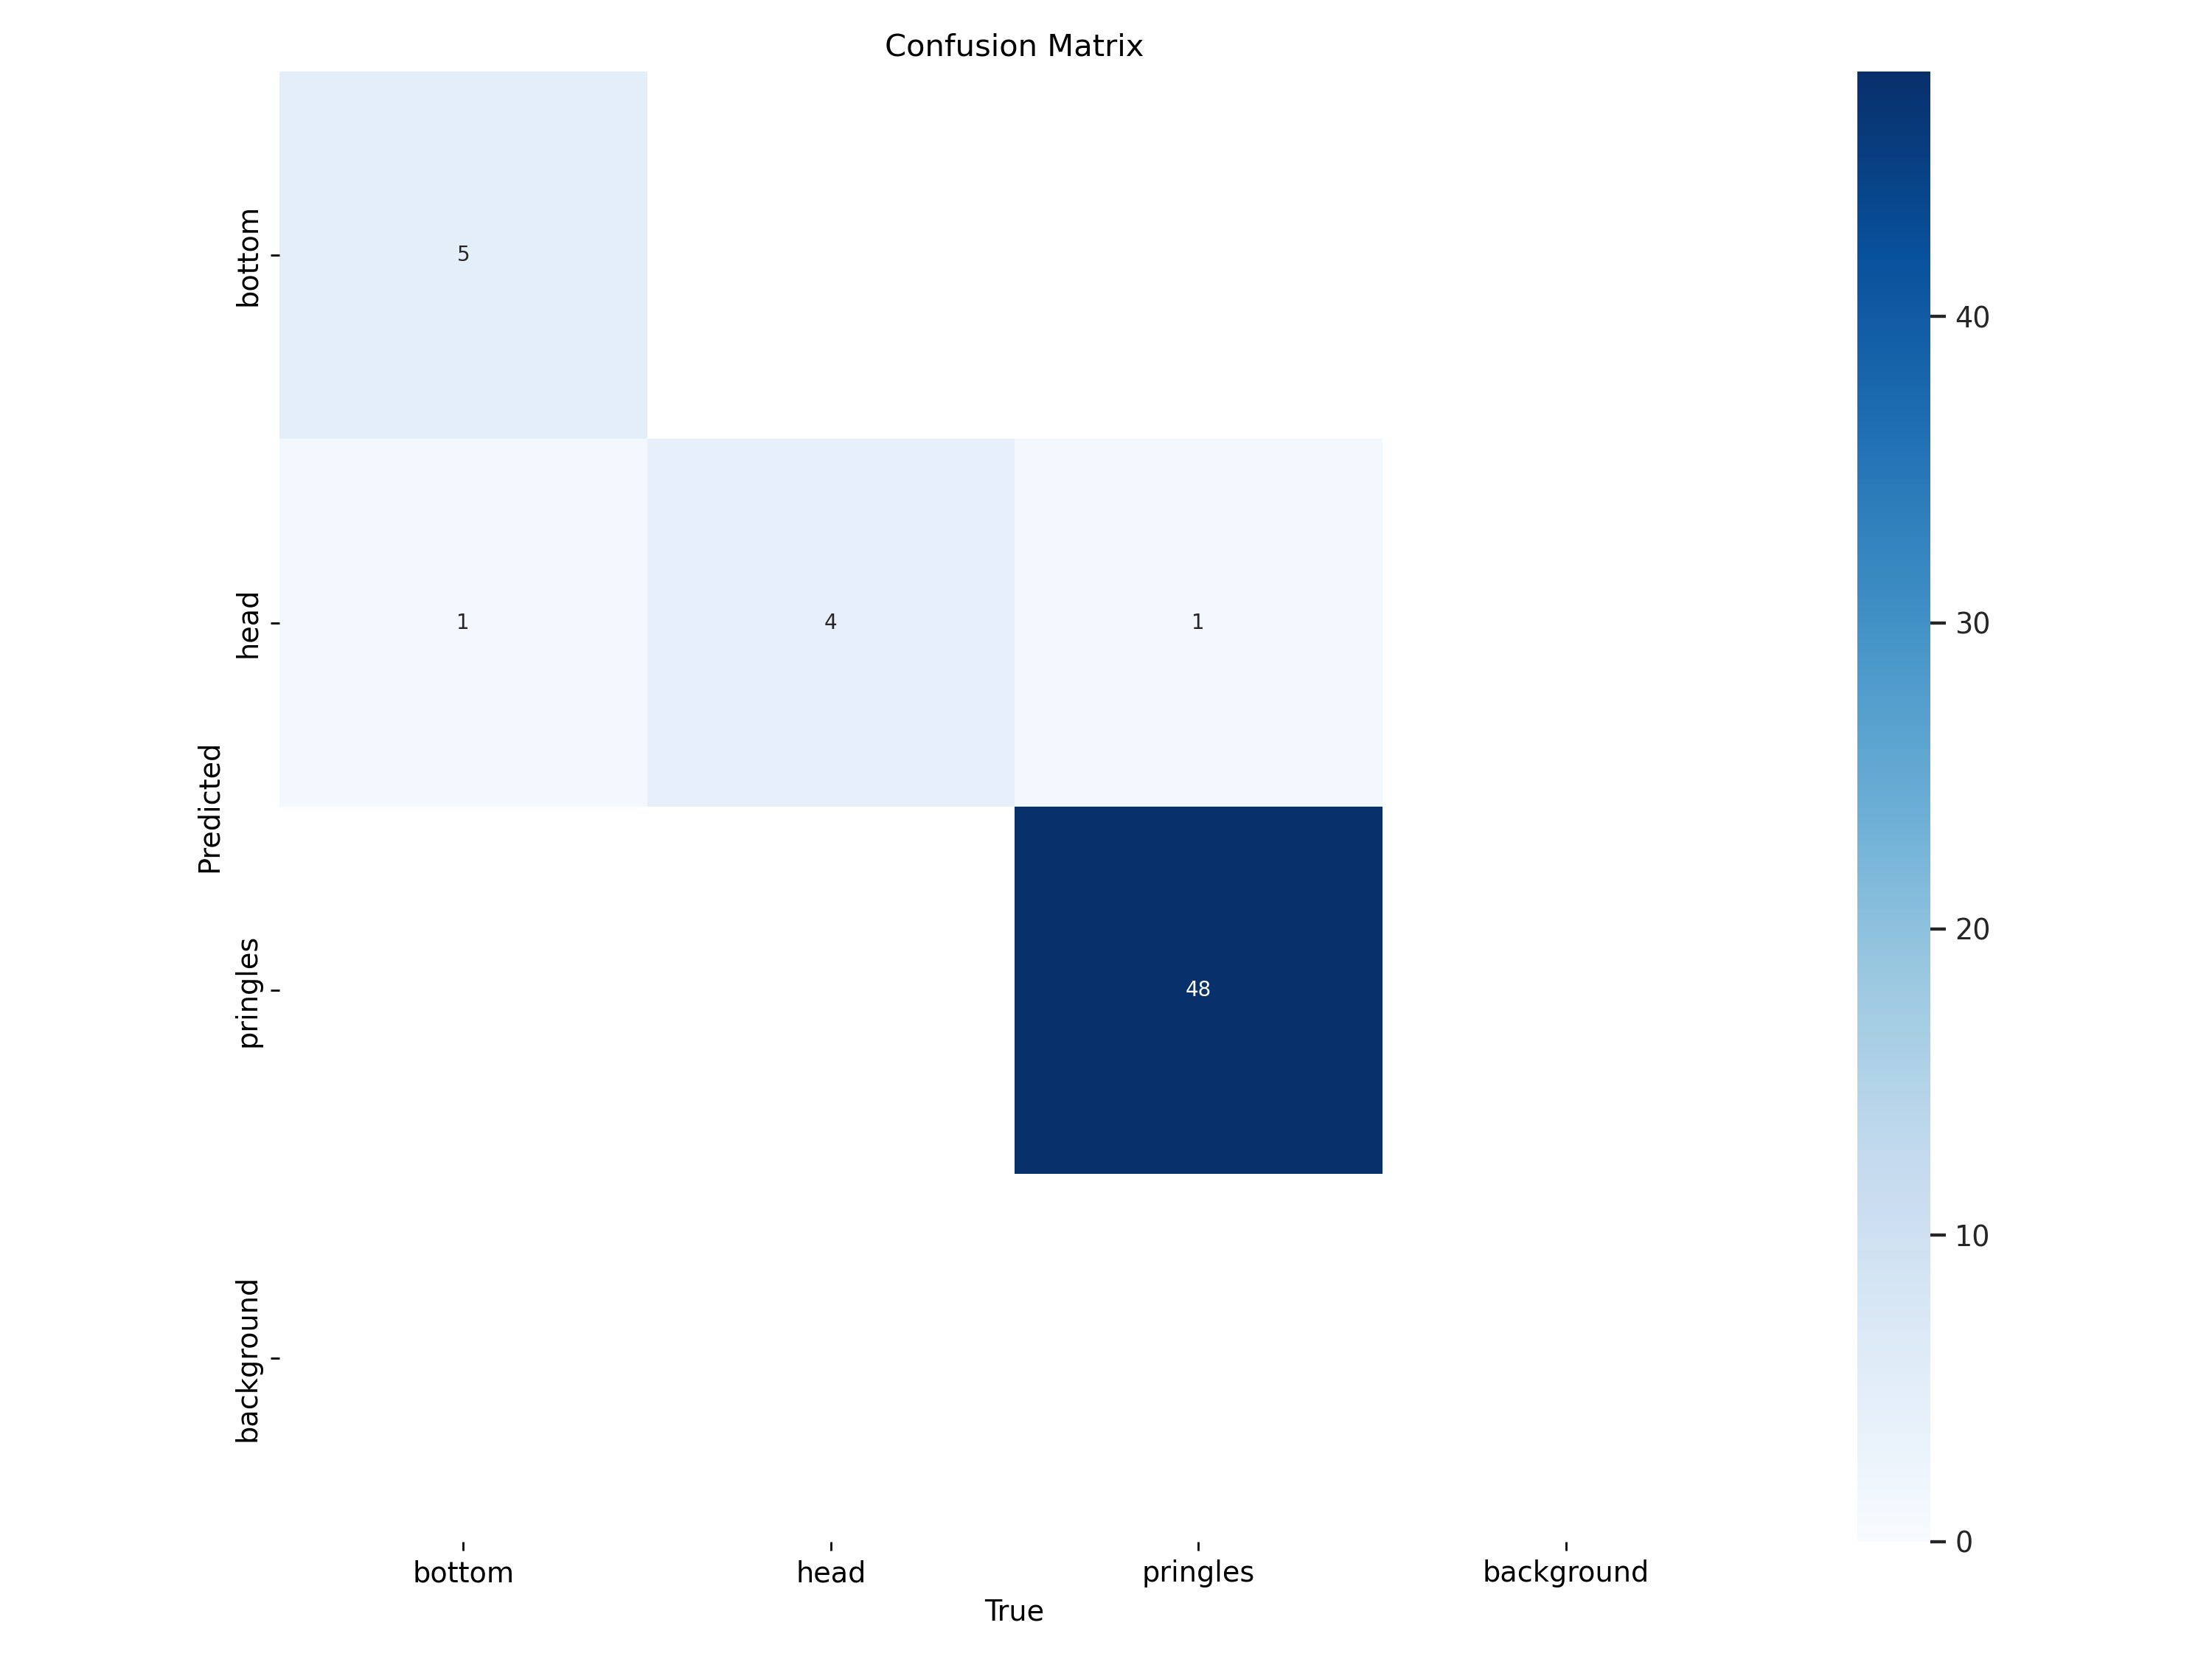 Confusion Matrix
bottom
5
40
head
1 4 1
30
Predicted
pringles
48
20
background
10
0
bottom head pringles background
True